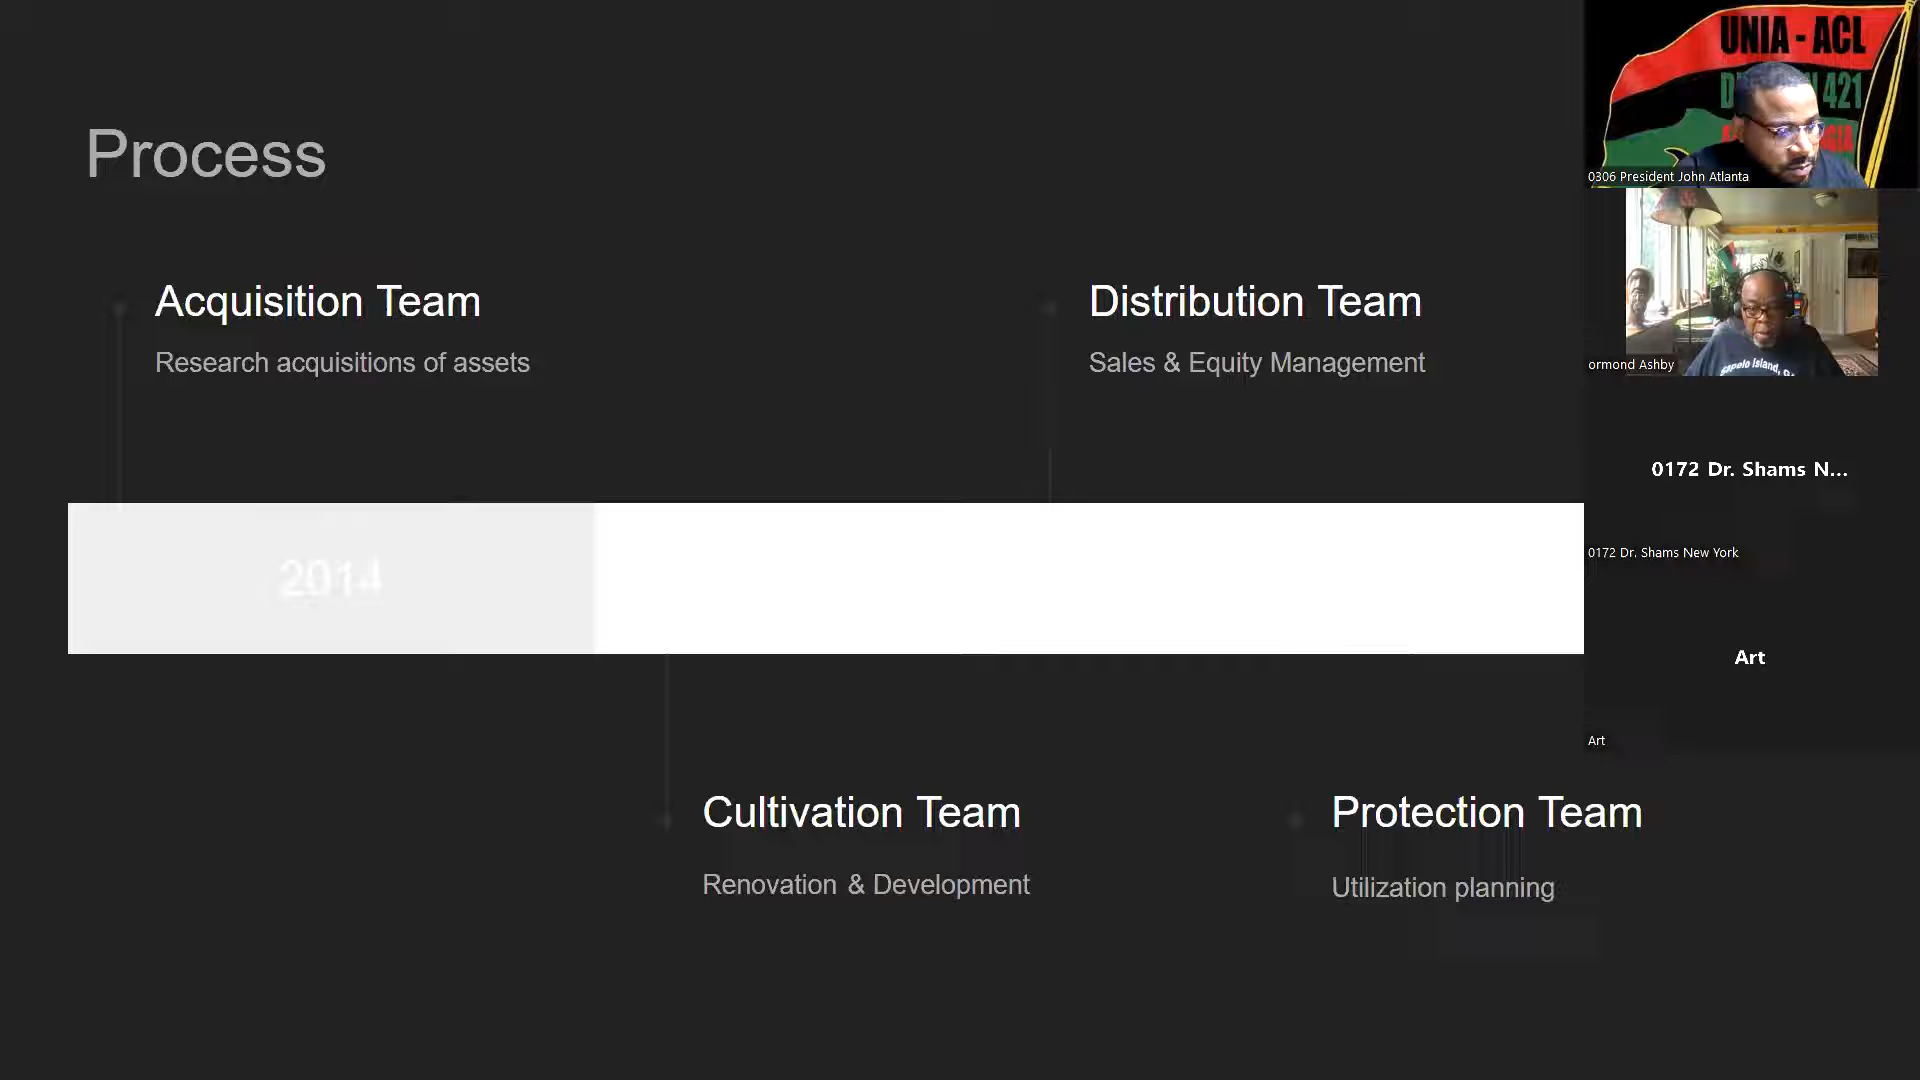 Process
Acquisition Team
Research acquisitions of assets
Distribution Team
Sales & Equity Management
2014
Cultivation Team
Renovation & Development
Protection Team
Utilization planning
UNIA - ACL
421
0306 President John Atlanta
Sapelo Island,
ormond Ashby
0172 Dr. Shams N...
0172 Dr. Shams New York
Art
Art